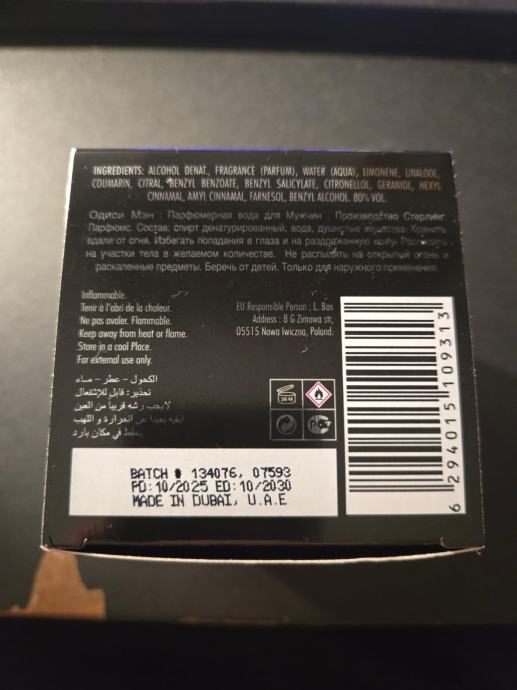 INGREDIENTS: ALCOHOL DENAT., FRAGRANCE (PARFUM), WATER (AQUA), LIMONENE, LINALOOL,
COUMARIN, CITRAL, BENZYL BENZOATE, BENZYL SALICYLATE, CITRONELLOL, GERANIOL, HEXYL
CINNAMAL, AMYL CINNAMAL, FARNESOL, BENZYL ALCOHOL. 80% VOL.
Одиси Мэн : Парфюмерная вода для Мужчин . Производство Стерлинг
Парфюмс. Состав: спирт денатурированный, вода, душистые вещества. Хранить
вдали от огня. Избегать попадания в глаза и на раздраженную кожу. Распылять
на участки тела в желаемом количестве. Не распылять на открытый огонь и
раскаленные предметы. Беречь от детей. Только для наружного применения.
Inflammable.
Tenir à l'abri de la chaleur.
Ne pas avaler. Flammable.
Keep away from heat or flame.
Store in a cool Place.
For external use only.
EU Responsible Person : L. Bas
Address : 8 G Zimowa str,
05515 Nowa Iwiczna, Poland.
الكحول - عطر - ماء
تحذير: قابل للإشتعال
لايجب رشه قريباً من العين
ابقيه بعيدا عن الحرارة و اللهب
يحفظ في مكان بارد
36 M
BATCH # 134076, 07593
PD:10/2025 ED:10/2030
MADE IN DUBAI, U.A.E
6 294015 109313